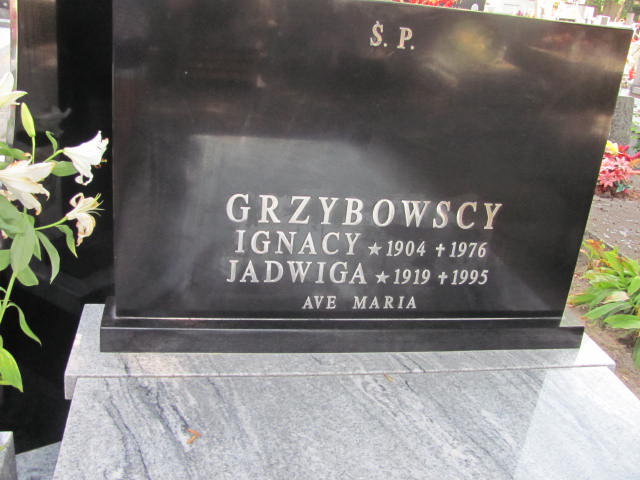 Ś. P.
GRZYBOWSCY
IGNACY ★ 1904 ✝ 1976
JADWIGA ★ 1919 ✝ 1995
AVE MARIA